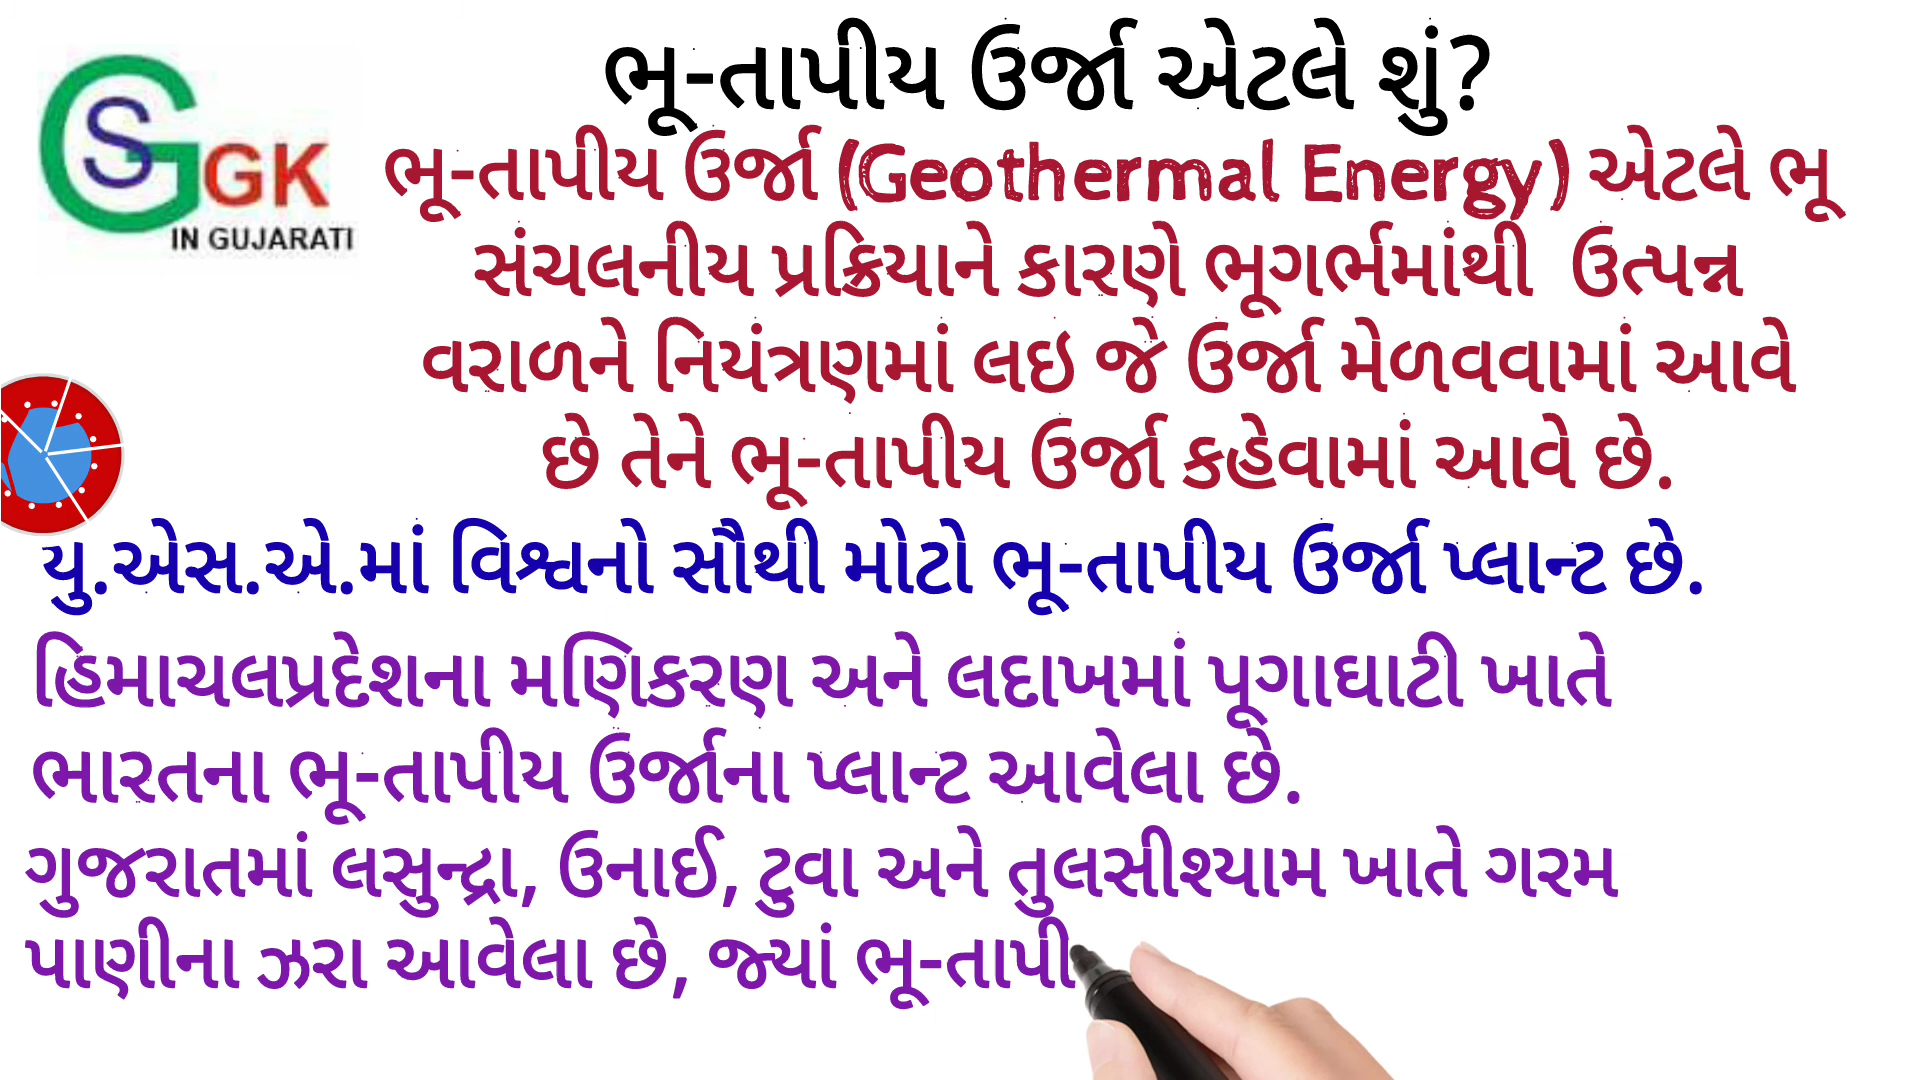 ભૂ-તાપીય ઉર્જા એટલે શું?
GS GK
IN GUJARATI
ભૂ-તાપીય ઉર્જા (Geothermal Energy) એટલે ભૂ
સંચલનીય પ્રક્રિયાને કારણે ભૂગર્ભમાંથી ઉત્પન્ન
વરાળને નિયંત્રણમાં લઇ જે ઉર્જા મેળવવામાં આવે
છે તેને ભૂ-તાપીય ઉર્જા કહેવામાં આવે છે.
યુ.એસ.એ.માં વિશ્વનો સૌથી મોટો ભૂ-તાપીય ઉર્જા પ્લાન્ટ છે.
હિમાચલપ્રદેશના મણિકરણ અને લદાખમાં પૂગાઘાટી ખાતે
ભારતના ભૂ-તાપીય ઉર્જાના પ્લાન્ટ આવેલા છે.
ગુજરાતમાં લસુન્દ્રા, ઉનાઈ, ટુવા અને તુલસીશ્યામ ખાતે ગરમ
પાણીના ઝરા આવેલા છે, જ્યાં ભૂ-તાપી